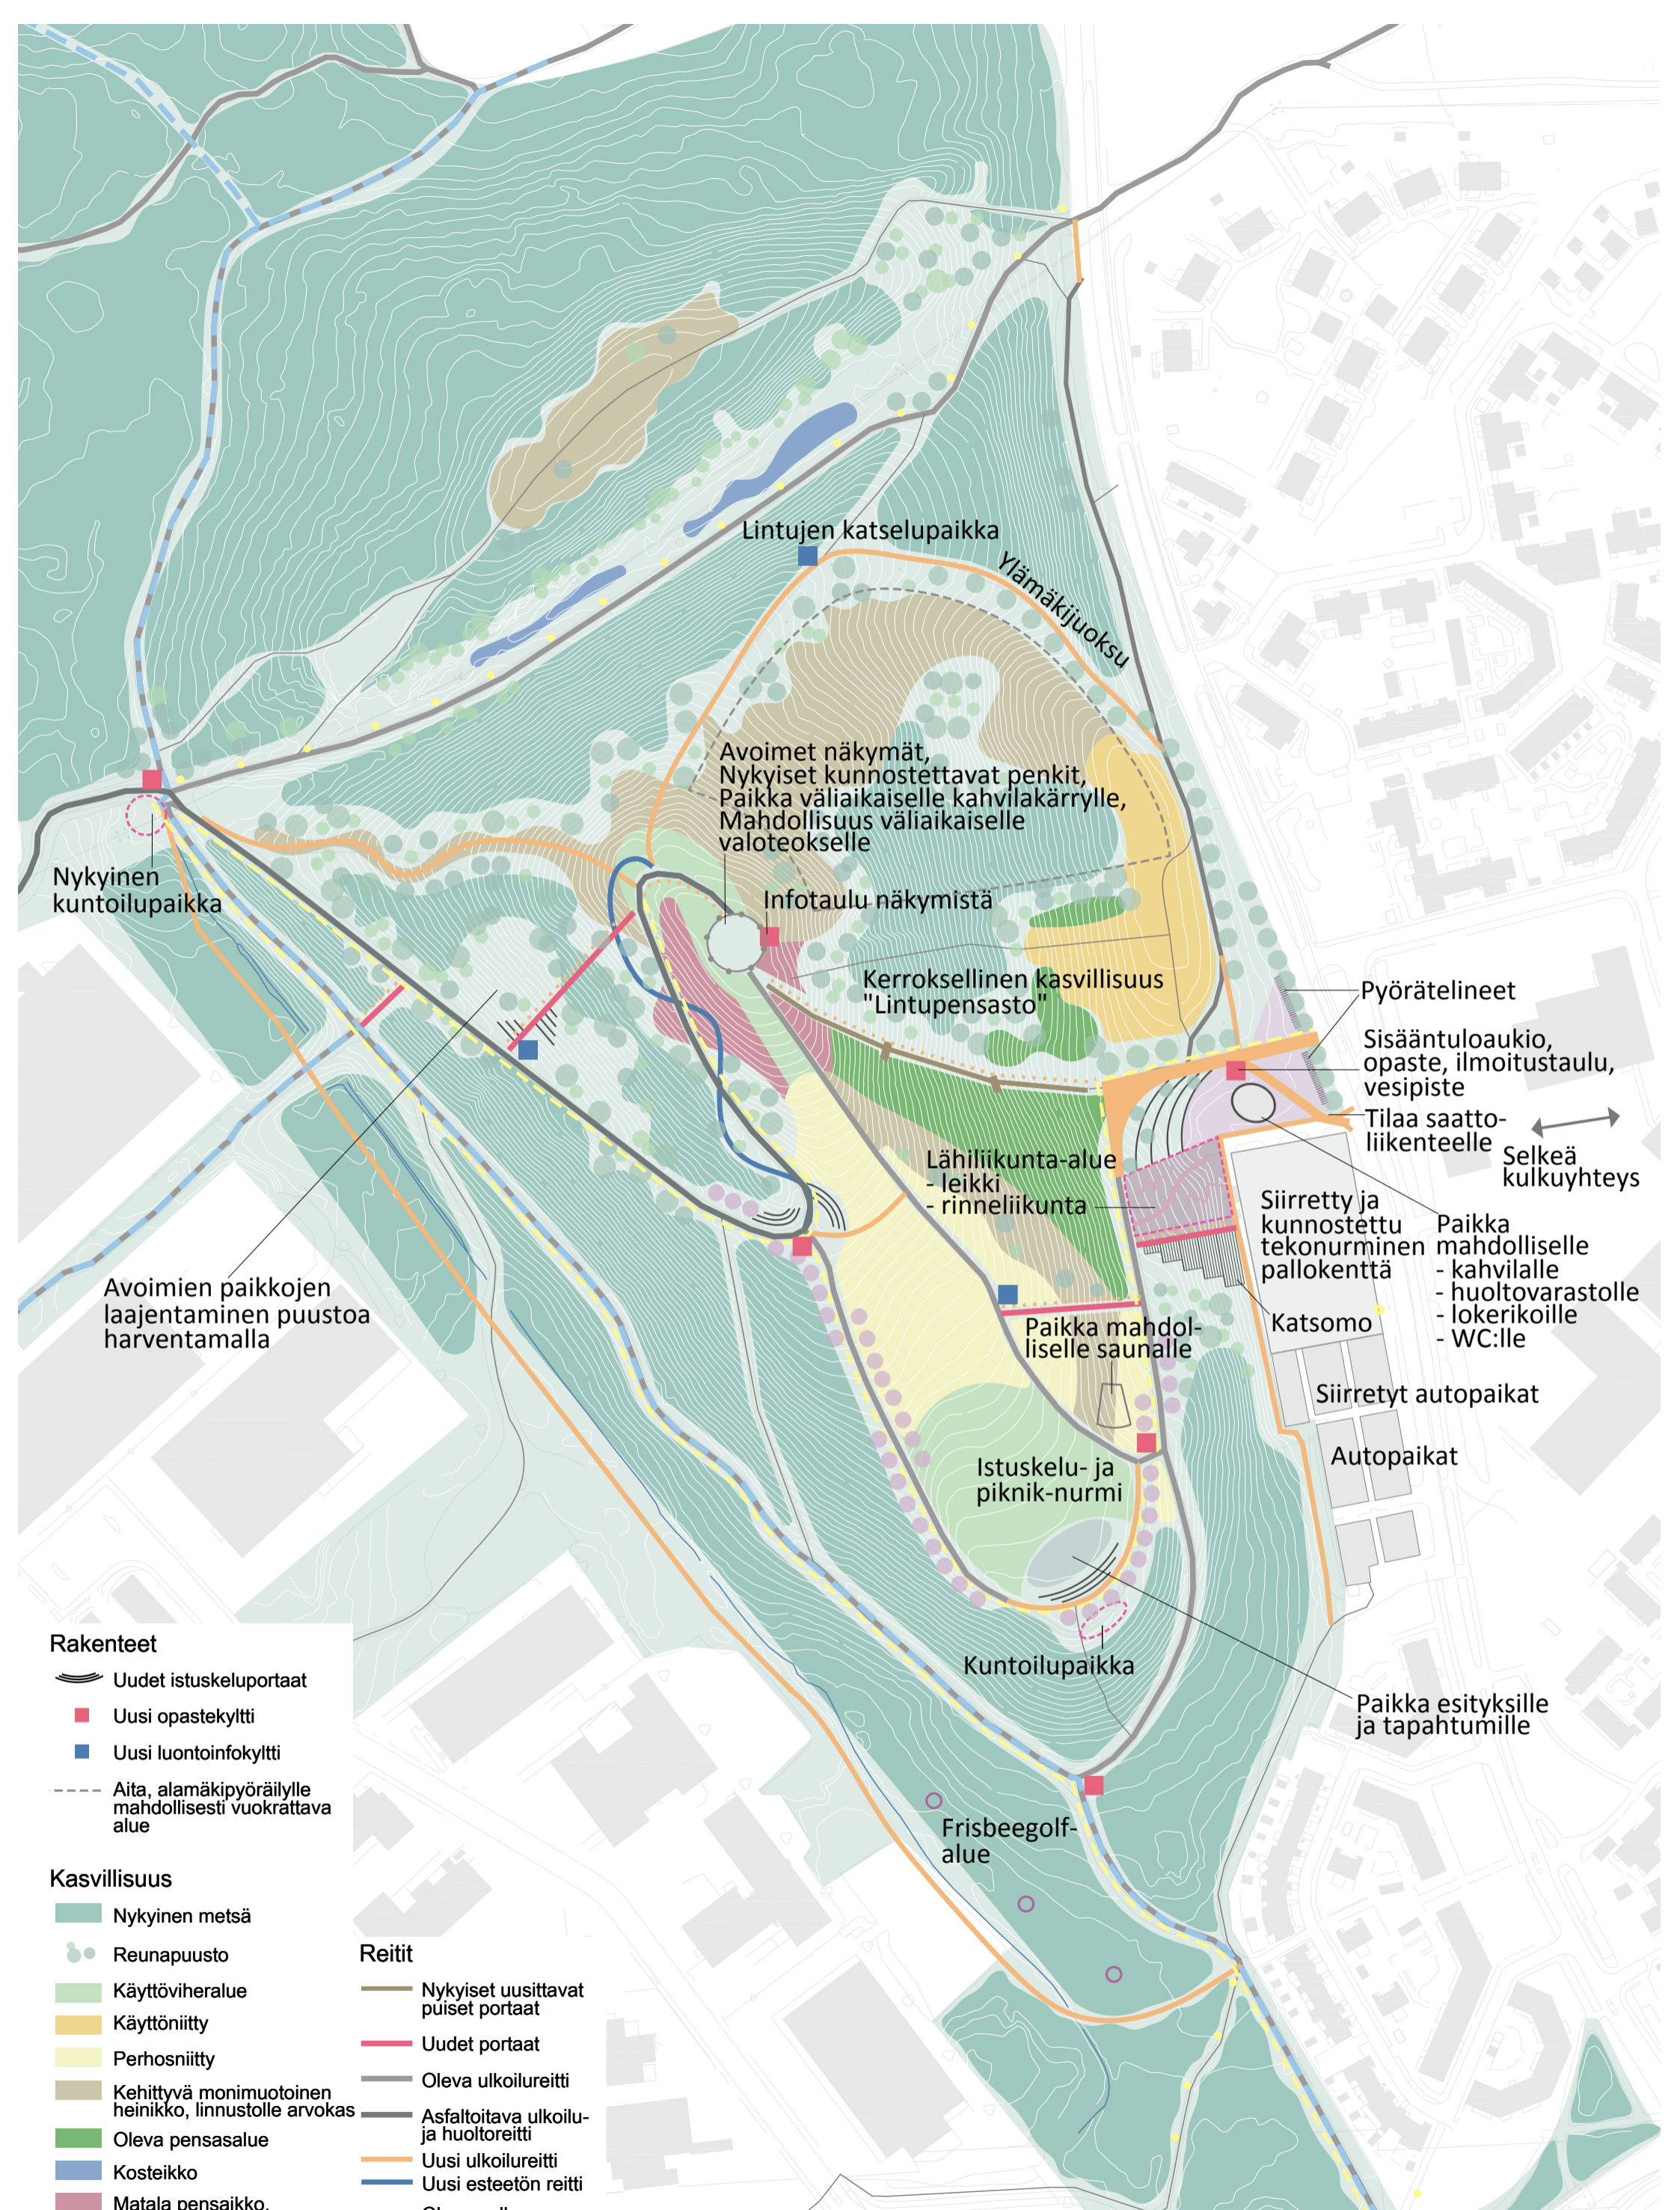 Lintujen katselupaikka
Ylämäkijuoksu
Avoimet näkymät,
Nykyiset kunnostettavat penkit,
Paikka väliaikaiselle kahvilakärrylle,
Mahdollisuus väliaikaiselle
valoteokselle
Nykyinen
kuntoilupaikka
Infotaulu näkymistä
Kerroksellinen kasvillisuus
"Lintupensasto"
Pyörätelineet
Sisääntuloaukio,
opaste, ilmoitustaulu,
vesipiste
Tilaa saatto-
liikenteelle
Selkeä
kulkuyhteys
Lähiliikunta-alue
- leikki
- rinneliikunta
Siirretty ja
kunnostettu
tekonurminen
pallokenttä
Paikka
mahdolliselle
- kahvilalle
- huoltovarastolle
- lokerikoille
- WC:lle
Avoimien paikkojen
laajentaminen puustoa
harventamalla
Katsomo
Paikka mahdol-
liselle saunalle
Siirretyt autopaikat
Autopaikat
Istuskelu- ja
piknik-nurmi
Kuntoilupaikka
Paikka esityksille
ja tapahtumille
Frisbeegolf-
alue
Rakenteet
Uudet istuskeluportaat
Uusi opastekyltti
Uusi luontoinfokyltti
Aita, alamäkipyöräilylle
mahdollisesti vuokrattava
alue
Kasvillisuus
Nykyinen metsä
Reunapuusto
Käyttöviheralue
Käyttöniitty
Perhosniitty
Kehittyvä monimuotoinen
heinikko, linnustolle arvokas
Oleva pensasalue
Kosteikko
Matala pensaikko,
Reitit
Nykyiset uusittavat
puiset portaat
Uudet portaat
Oleva ulkoilureitti
Asfaltoitava ulkoilu-
ja huoltoreitti
Uusi ulkoilureitti
Uusi esteetön reitti